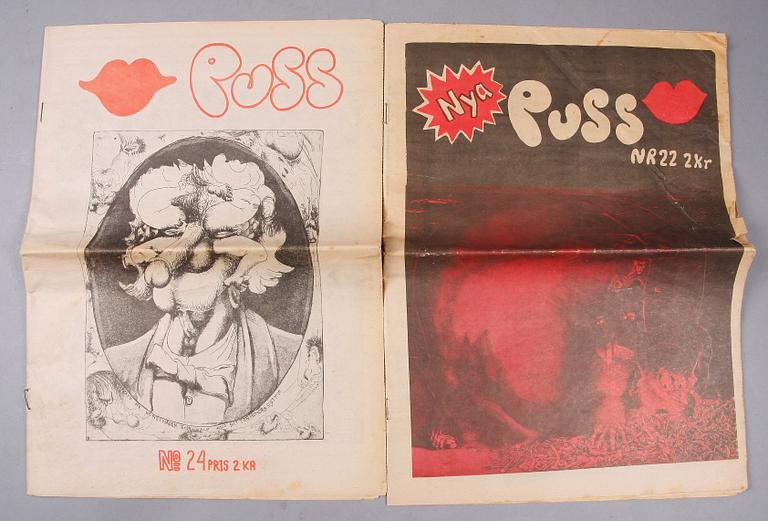 Puss
No 24 PRIS 2 KR
Nya
Puss
NR 22 2 Kr